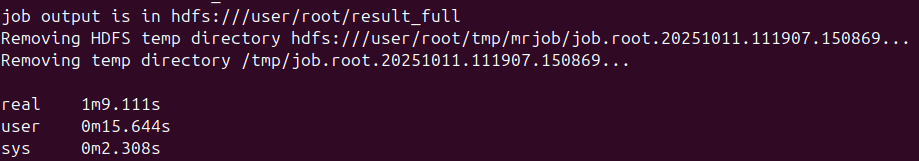 job output is in hdfs:///user/root/result_full
Removing HDFS temp directory hdfs:///user/root/tmp/mrjob/job.root.20251011.111907.150869...
Removing temp directory /tmp/job.root.20251011.111907.150869...
real    1m9.111s
user    0m15.644s
sys     0m2.308s